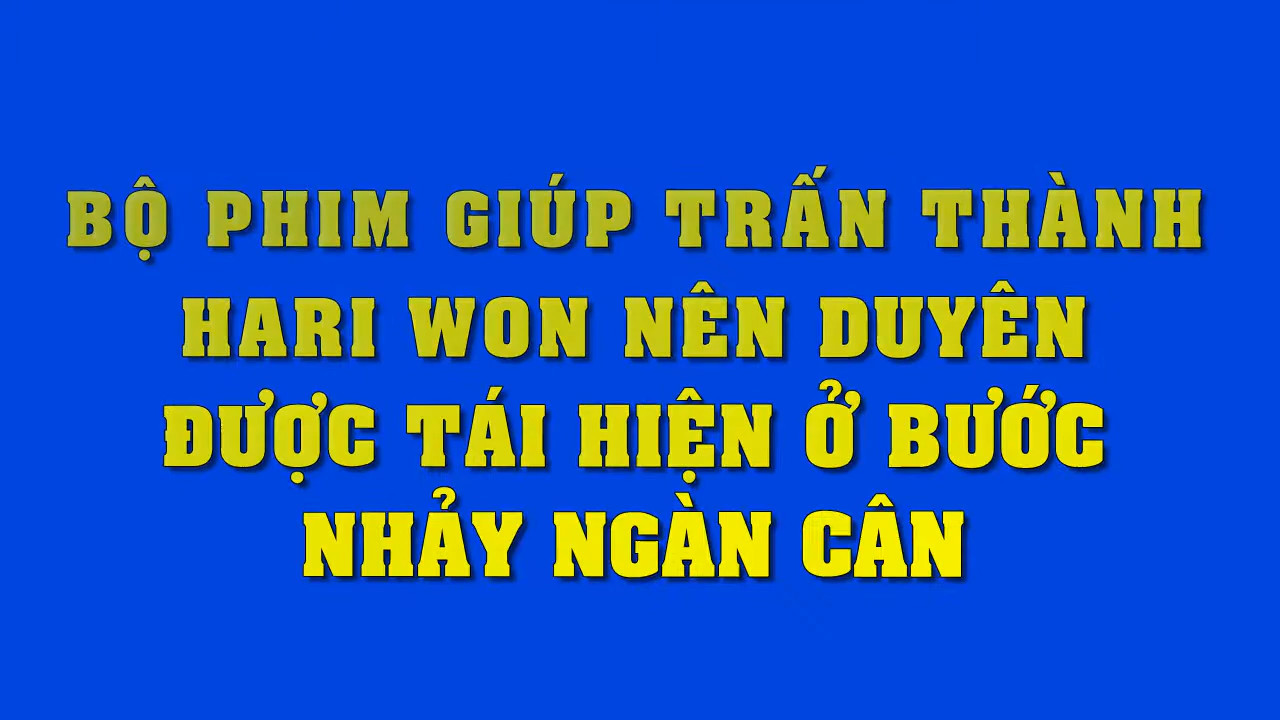 BỘ PHIM GIÚP TRẤN THÀNH
HARI WON NÊN DUYÊN
ĐƯỢC TÁI HIỆN Ở BƯỚC
NHẢY NGÀN CÂN